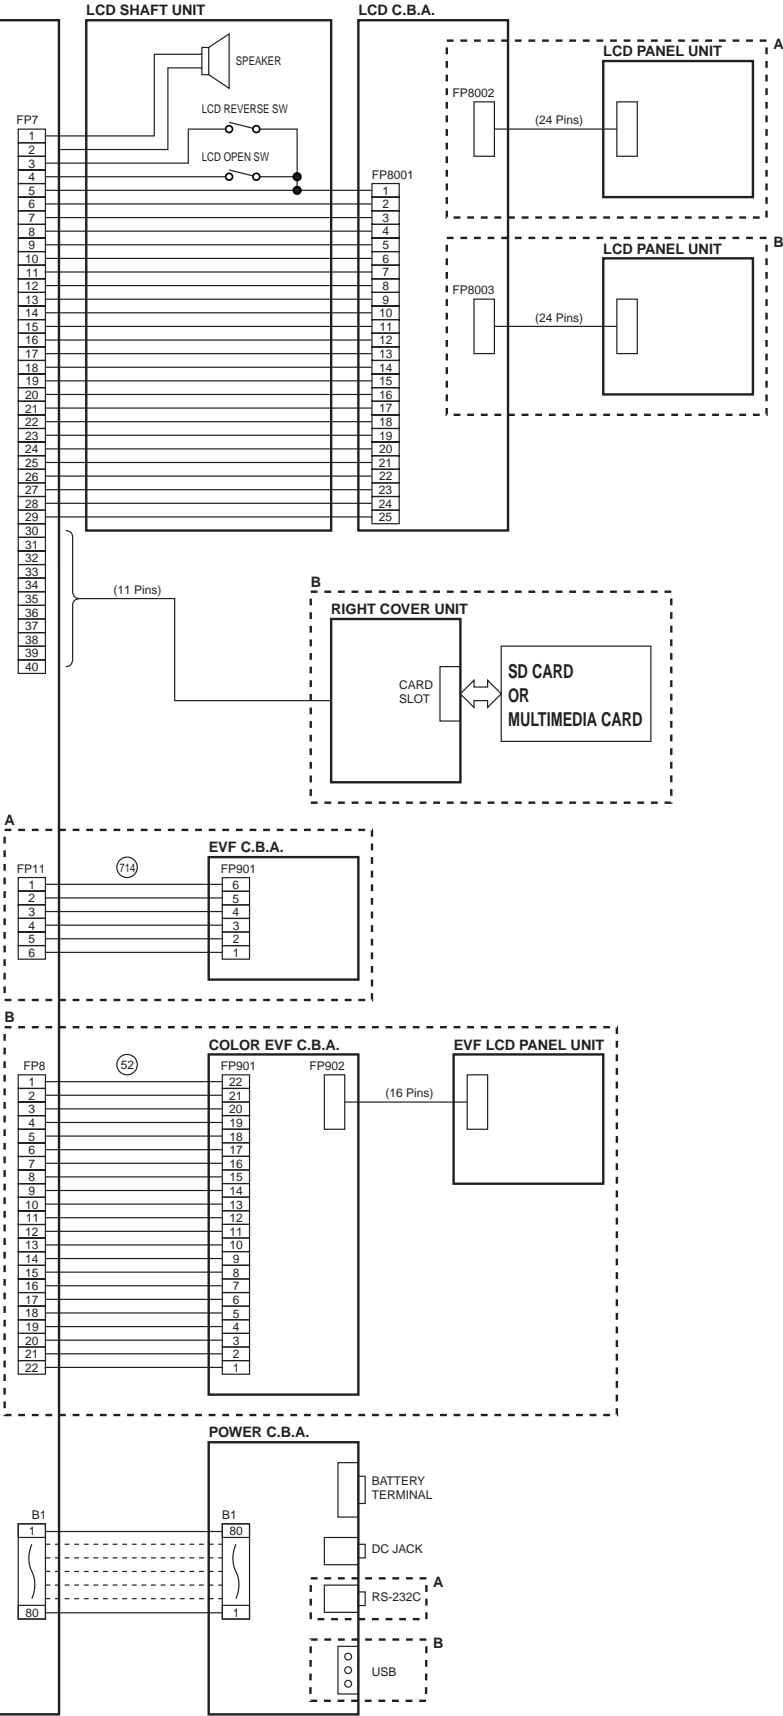 LCD SHAFT UNIT
LCD C.B.A.
A
LCD PANEL UNIT
SPEAKER
FP8002
(24 Pins)
LCD REVERSE SW
FP7
LCD OPEN SW
FP8001
1
2
3
4
5
6
7
8
9
10
11
12
13
14
15
16
17
18
19
20
21
22
23
24
25
26
27
28
29
30
31
32
33
34
35
36
37
38
39
40
1
2
3
4
5
6
7
8
9
10
11
12
13
14
15
16
17
18
19
20
21
22
23
24
25
B
LCD PANEL UNIT
FP8003
(24 Pins)
(11 Pins)
B
RIGHT COVER UNIT
CARD
SLOT
SD CARD
OR
MULTIMEDIA CARD
A
EVF C.B.A.
FP11
714
FP901
1
2
3
4
5
6
6
5
4
3
2
1
B
COLOR EVF C.B.A.
EVF LCD PANEL UNIT
FP8
52
FP901
FP902
(16 Pins)
1
2
3
4
5
6
7
8
9
10
11
12
13
14
15
16
17
18
19
20
21
22
22
21
20
19
18
17
16
15
14
13
12
11
10
9
8
7
6
5
4
3
2
1
POWER C.B.A.
BATTERY
TERMINAL
B1
B1
1
80
80
1
DC JACK
A
RS-232C
B
USB